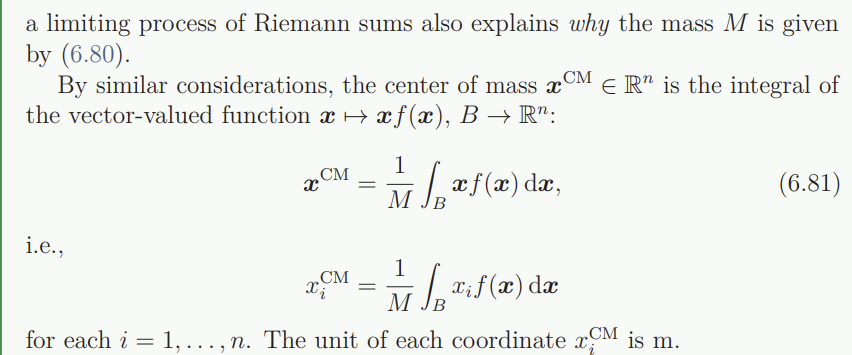 a limiting process of Riemann sums also explains why the mass M is given
by (6.80).
By similar considerations, the center of mass x^CM ∈ ℝⁿ is the integral of
the vector-valued function x ↦ xf(x), B → ℝⁿ:
x^CM = 1/M ∫_B xf(x) dx, (6.81)
i.e.,
x_i^CM = 1/M ∫_B x_i f(x) dx
for each i = 1, . . . , n. The unit of each coordinate x_i^CM is m.